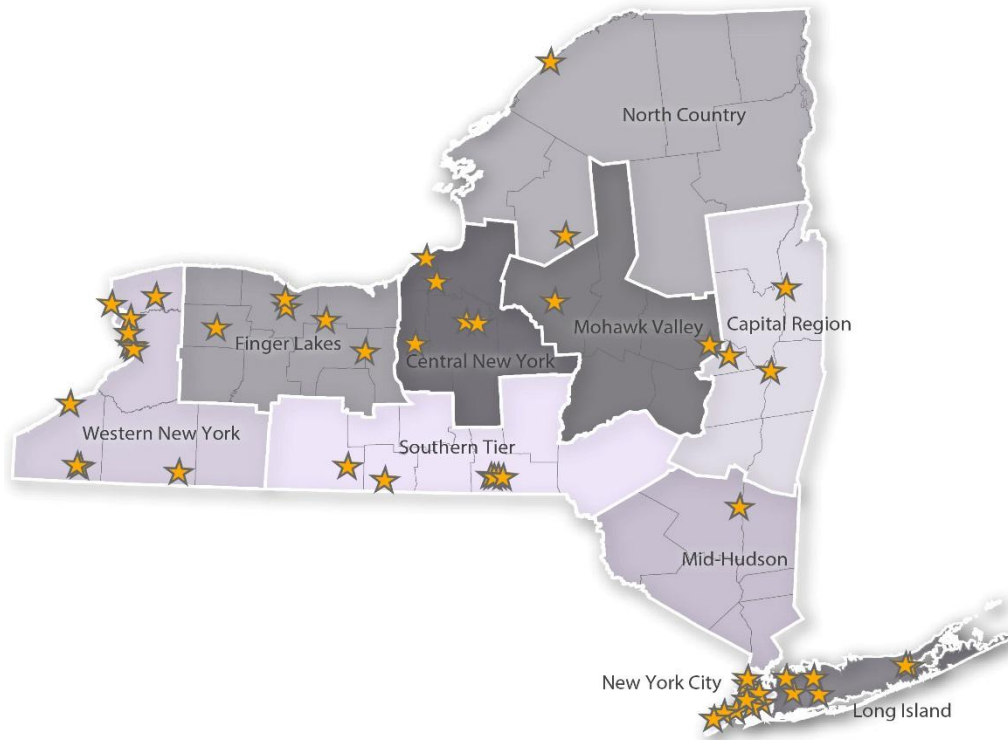 North Country
Mohawk Valley
Capital Region
Finger Lakes
Central New York
Western New York
Southern Tier
Mid-Hudson
New York City
Long Island